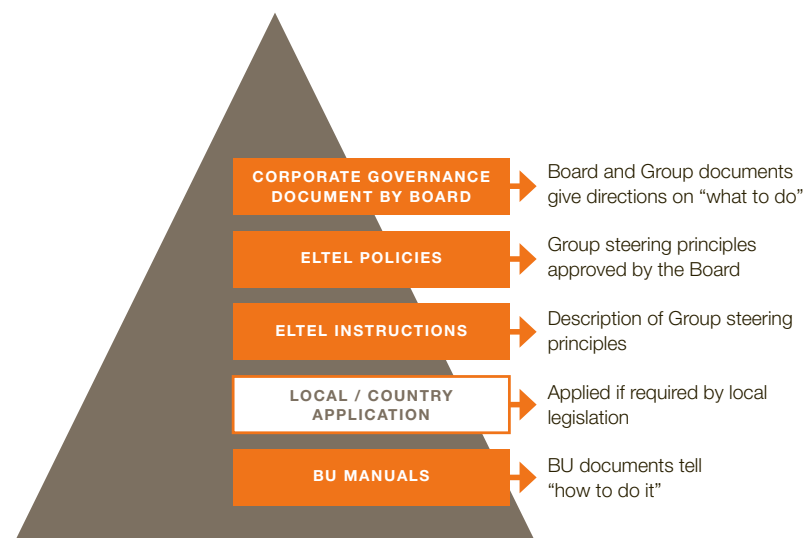 CORPORATE GOVERNANCE
DOCUMENT BY BOARD
Board and Group documents
give directions on “what to do”
ELTEL POLICIES
Group steering principles
approved by the Board
ELTEL INSTRUCTIONS
Description of Group steering
principles
LOCAL / COUNTRY
APPLICATION
Applied if required by local
legislation
BU MANUALS
BU documents tell
“how to do it”